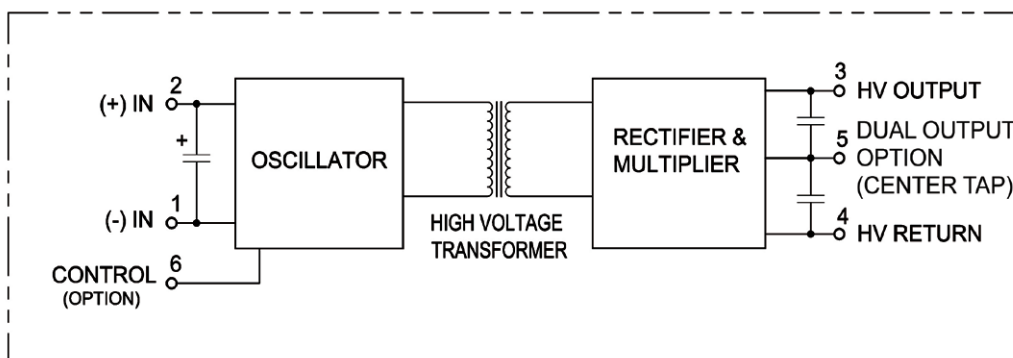 2
(+) IN
+
OSCILLATOR
1
(-) IN
6
CONTROL
(OPTION)
HIGH VOLTAGE
TRANSFORMER
RECTIFIER &
MULTIPLIER
3
HV OUTPUT
5
DUAL OUTPUT
OPTION
(CENTER TAP)
4
HV RETURN